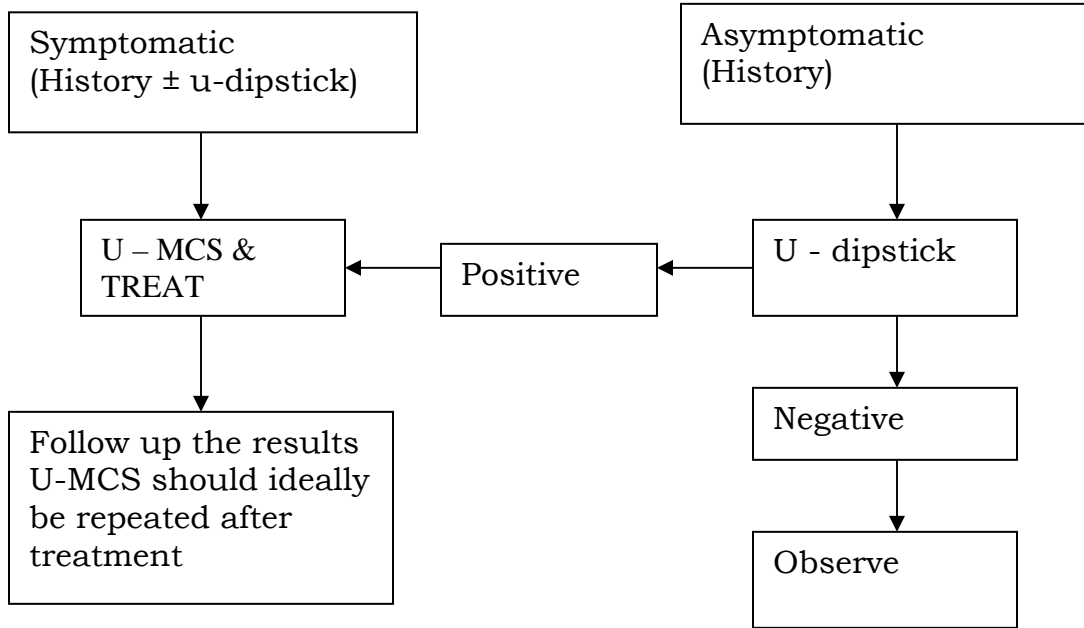 Symptomatic
(History ± u-dipstick)
Asymptomatic
(History)
U – MCS &
TREAT
Positive
U - dipstick
Follow up the results
U-MCS should ideally
be repeated after
treatment
Negative
Observe